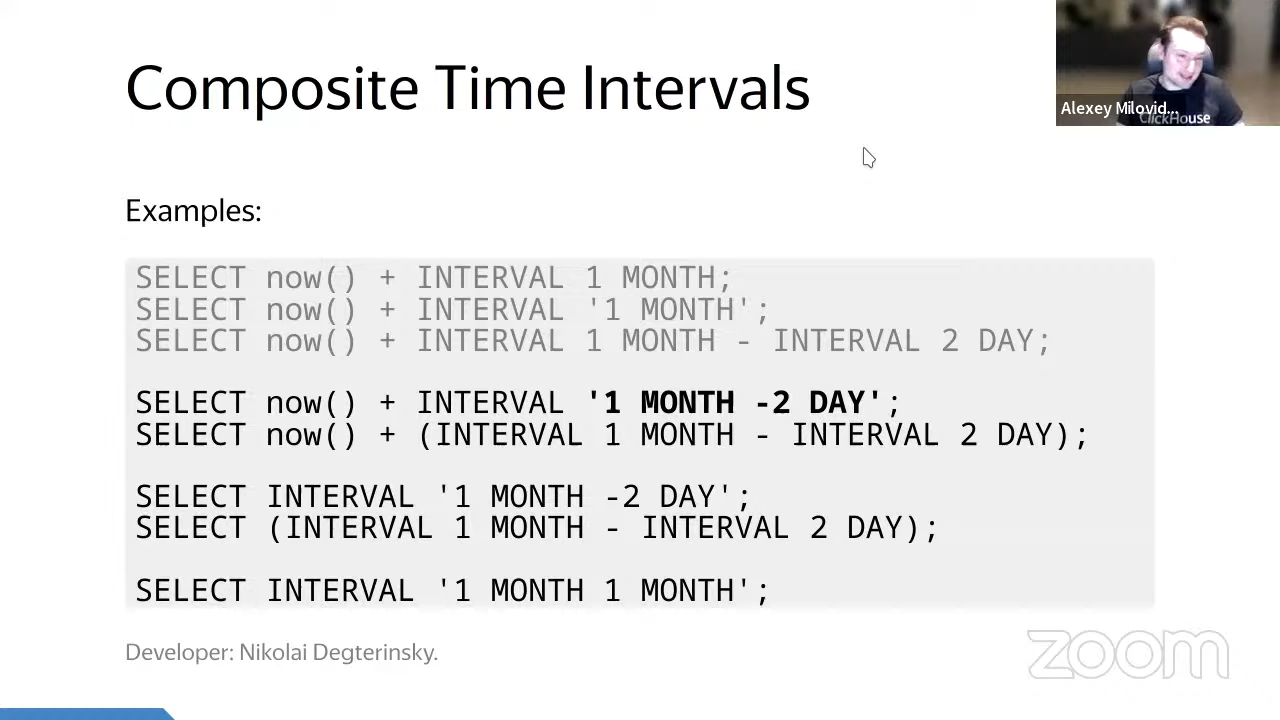 Composite Time Intervals
Alexey Milovid...
ClickHouse
Examples:
SELECT now() + INTERVAL 1 MONTH;
SELECT now() + INTERVAL '1 MONTH';
SELECT now() + INTERVAL 1 MONTH - INTERVAL 2 DAY;
SELECT now() + INTERVAL '1 MONTH -2 DAY';
SELECT now() + (INTERVAL 1 MONTH - INTERVAL 2 DAY);
SELECT INTERVAL '1 MONTH -2 DAY';
SELECT (INTERVAL 1 MONTH - INTERVAL 2 DAY);
SELECT INTERVAL '1 MONTH 1 MONTH';
Developer: Nikolai Degterinsky.
zoom